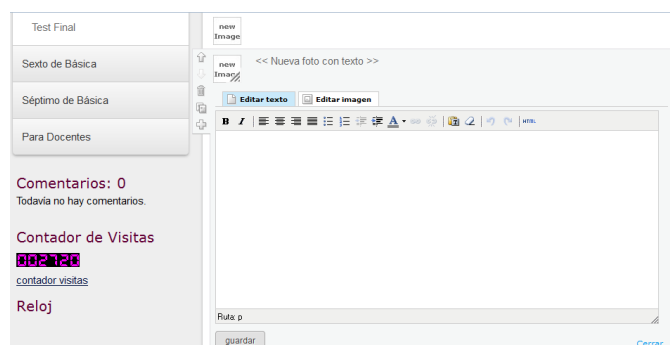 Test Final
Sexto de Básica
Séptimo de Básica
Para Docentes
Comentarios: 0
Todavía no hay comentarios.
Contador de Visitas
002720
contador visitas
Reloj
new
Image
new
Image
<< Nueva foto con texto >>
Editar texto
Editar imagen
B I
A
HTML
Ruta: p
guardar
Cerrar